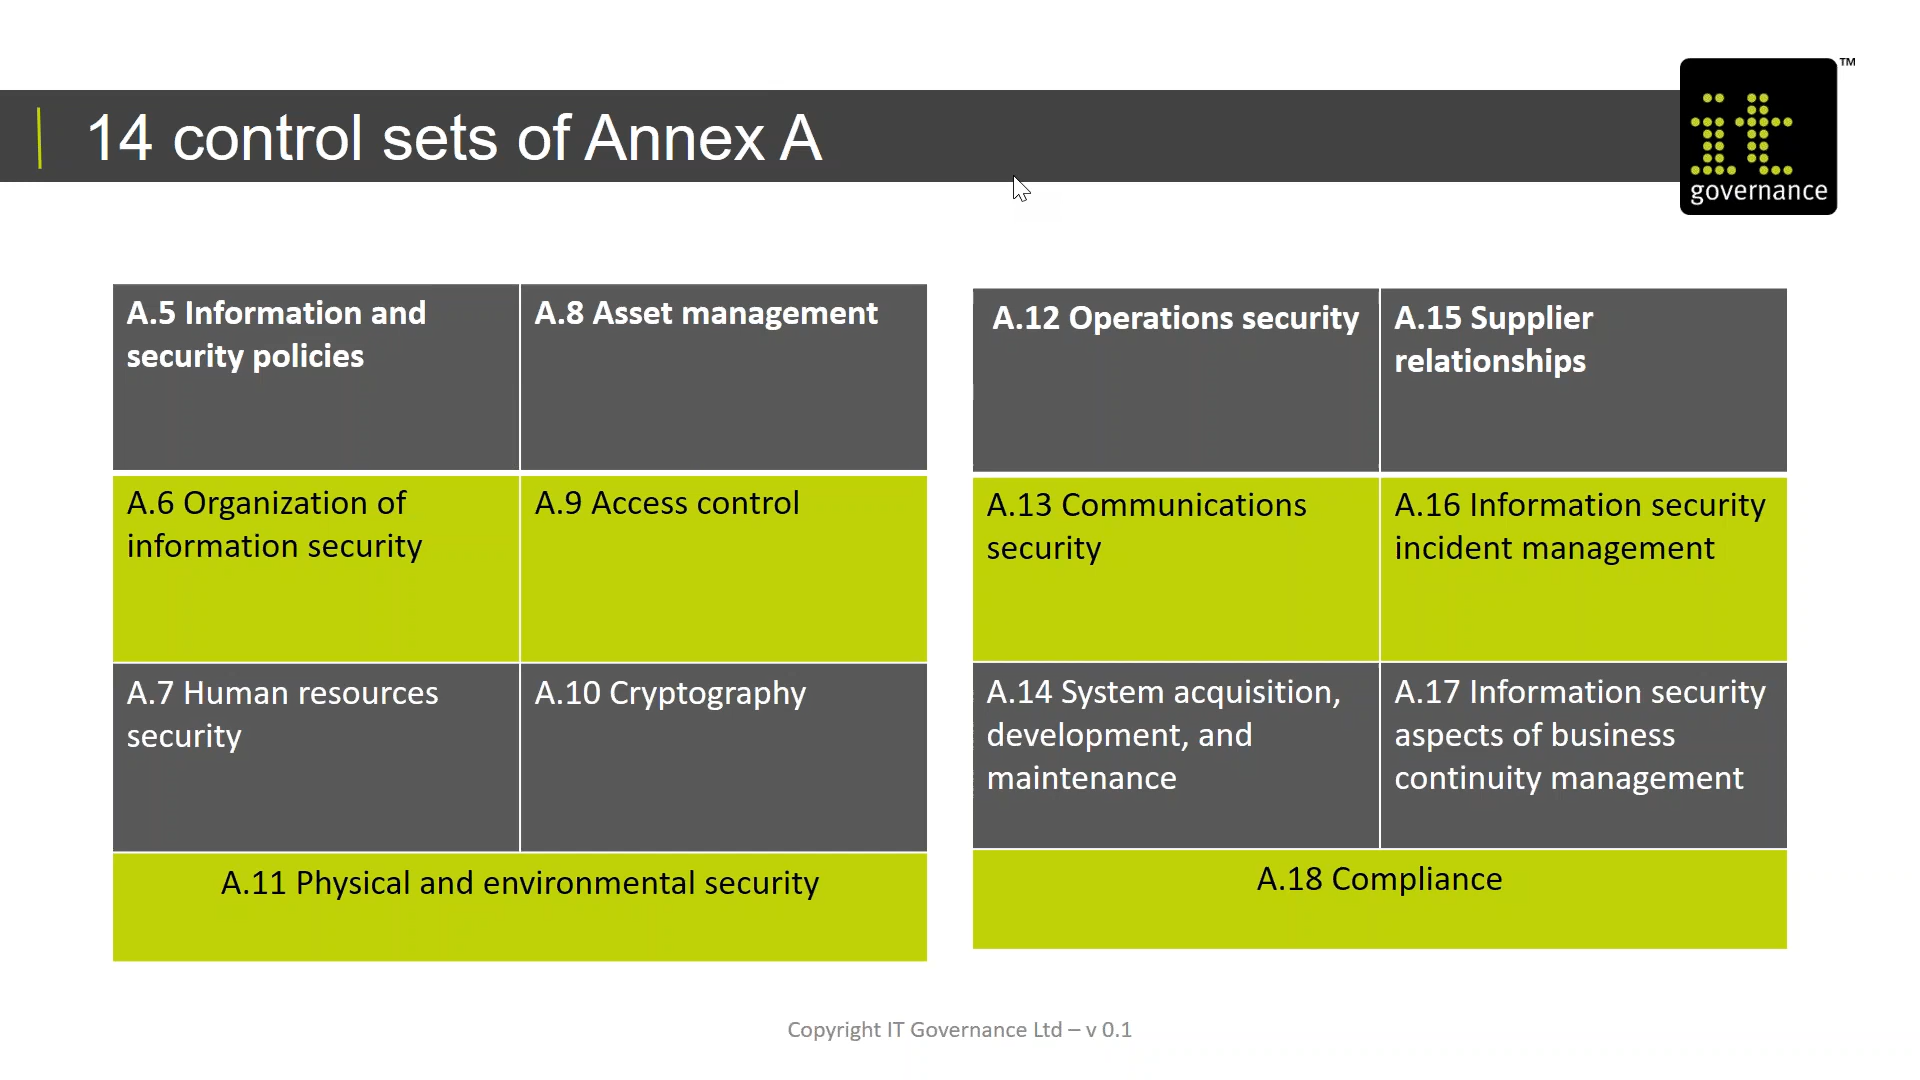 14 control sets of Annex A
it
governance
TM
A.5 Information and
security policies
A.8 Asset management
A.6 Organization of
information security
A.9 Access control
A.7 Human resources
security
A.10 Cryptography
A.11 Physical and environmental security
A.12 Operations security
A.15 Supplier
relationships
A.13 Communications
security
A.16 Information security
incident management
A.14 System acquisition,
development, and
maintenance
A.17 Information security
aspects of business
continuity management
A.18 Compliance
Copyright IT Governance Ltd – v 0.1